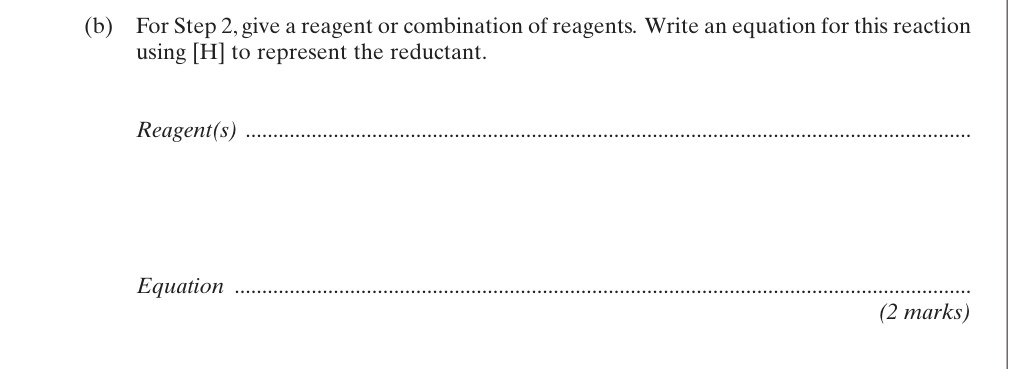 (b) For Step 2, give a reagent or combination of reagents. Write an equation for this reaction
using [H] to represent the reductant.
Reagent(s) ....................................................................................................................................
Equation ......................................................................................................................................
(2 marks)